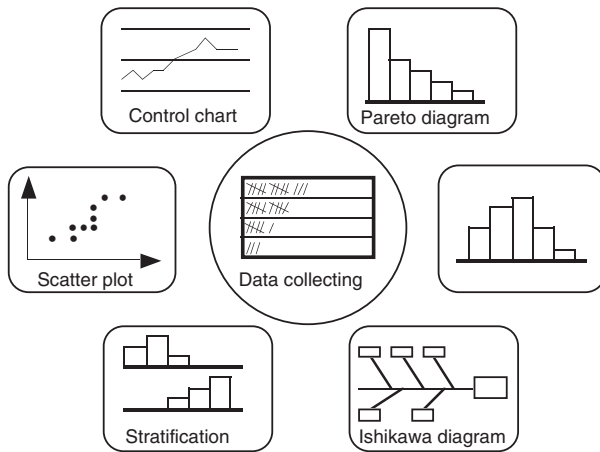 Control chart
Pareto diagram
Scatter plot
Data collecting
Stratification
Ishikawa diagram